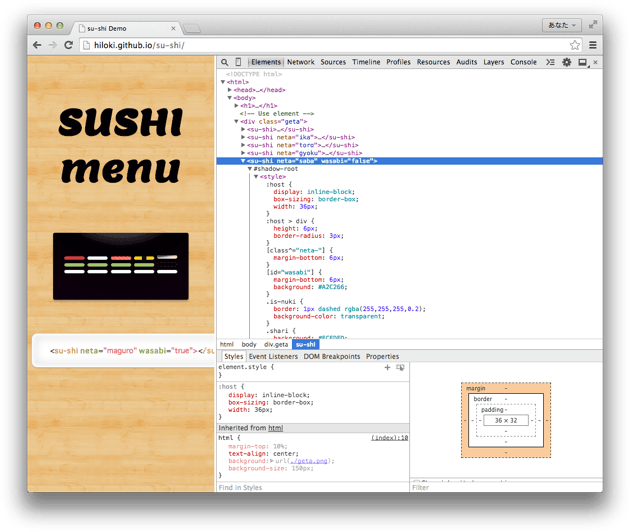 su-shi Demo
あなた
hiloki.github.io/su-shi/
SUSHI
menu
<su-shi neta="maguro" wasabi="true"></su
Elements Network Sources Timeline Profiles Resources Audits Layers Console
<!DOCTYPE html>
<html>
<head>…</head>
<body>
<h1>…</h1>
<!-- Use element -->
<div class="geta">
<su-shi>…</su-shi>
<su-shi neta="ika">…</su-shi>
<su-shi neta="toro">…</su-shi>
<su-shi neta="gyoku">…</su-shi>
<su-shi neta="saba" wasabi="false">
#shadow-root
<style>
:host {
display: inline-block;
box-sizing: border-box;
width: 36px;
}
:host > div {
height: 6px;
border-radius: 3px;
}
[class^="neta-"] {
margin-bottom: 6px;
}
[id="wasabi"] {
margin-bottom: 6px;
background: #A2C266;
}
.is-nuki {
border: 1px dashed rgba(255,255,255,0.2);
background-color: transparent;
}
.shari {
html body div.geta su-shi
Styles Event Listeners DOM Breakpoints Properties
element.style {
}
:host {
display: inline-block;
box-sizing: border-box;
width: 36px;
}
Inherited from html
html { (index):10
margin-top: 10%;
text-align: center;
background: url(./geta.png);
background-size: 150px;
}
Find in Styles
margin -
border -
padding -
36 × 32
Filter